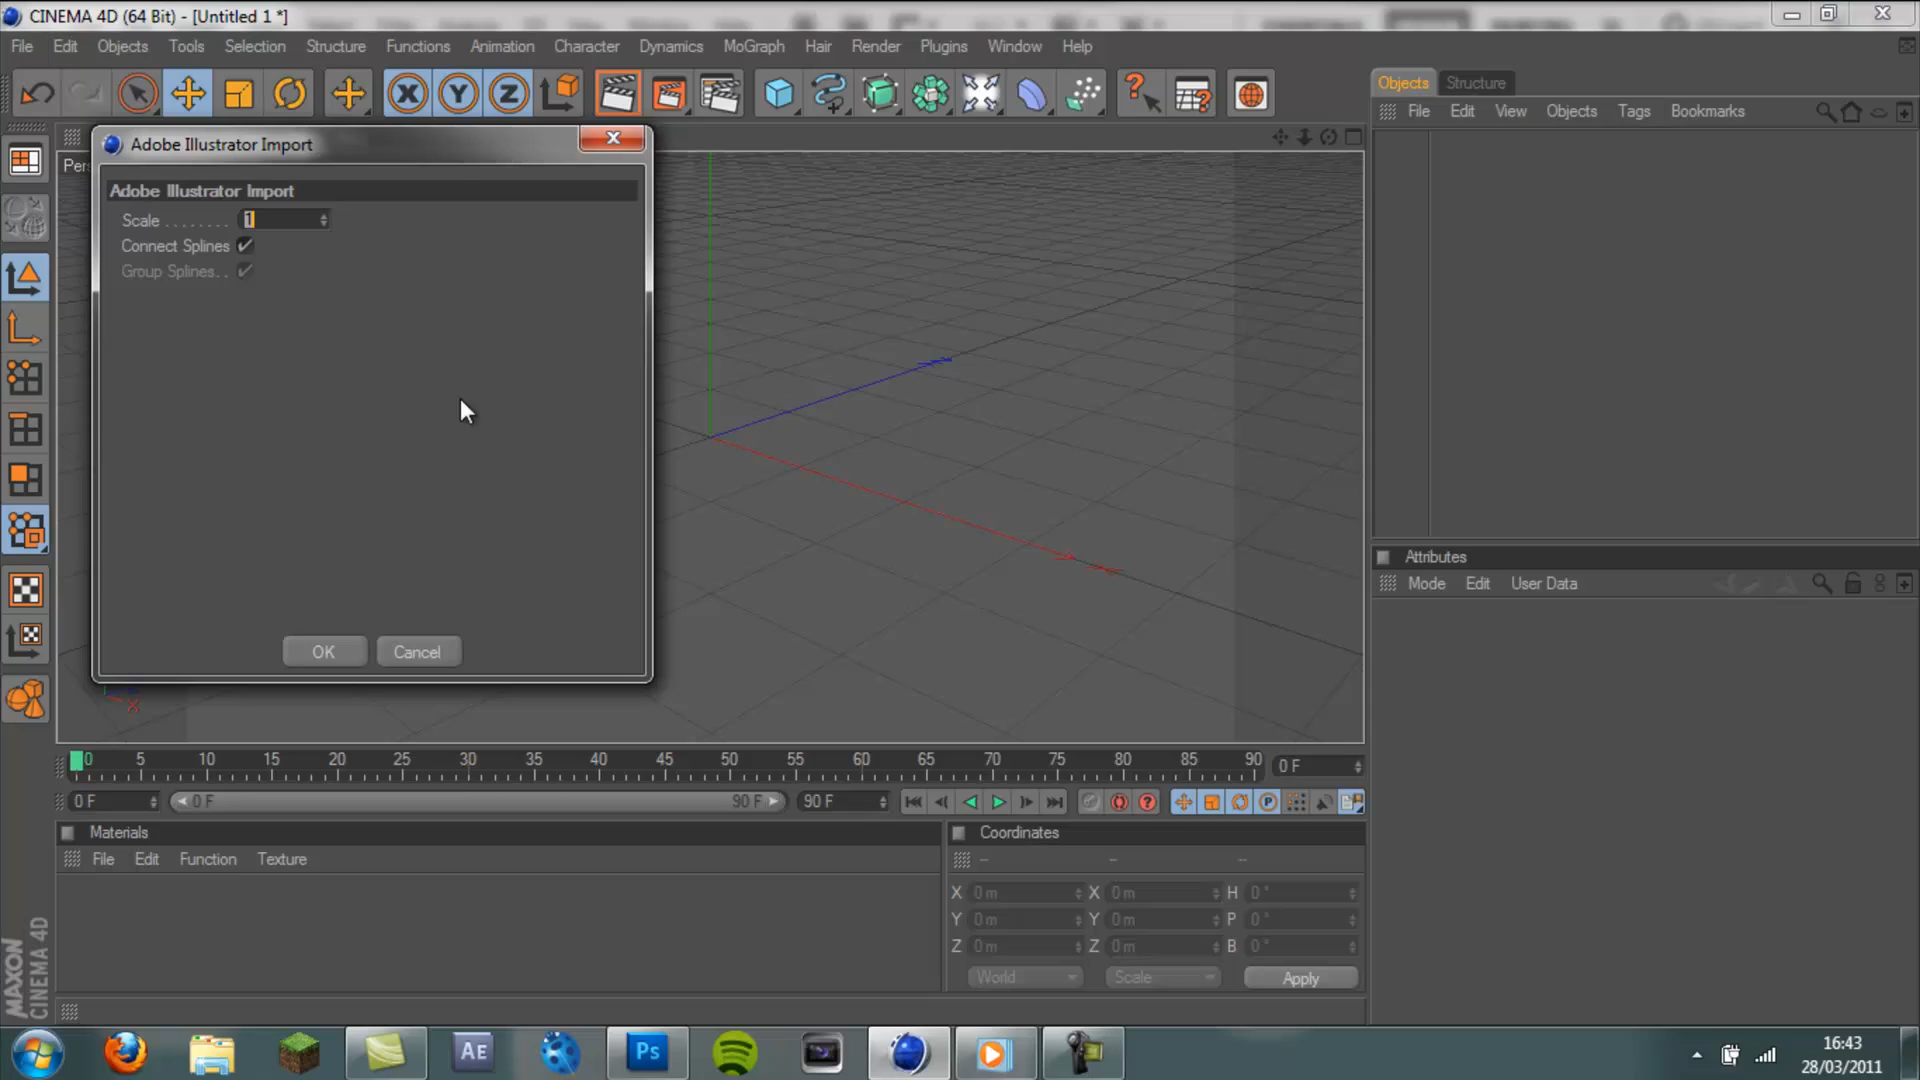 CINEMA 4D (64 Bit) - [Untitled 1 *]
File Edit Objects Tools Selection Structure Functions Animation Character Dynamics MoGraph Hair Render Plugins Window Help
X Y Z
Objects Structure
File Edit View Objects Tags Bookmarks
Adobe Illustrator Import
Adobe Illustrator Import
Scale ........ 1
Connect Splines
Group Splines. .
OK Cancel
X
Attributes
Mode Edit User Data
0 5 10 15 20 25 30 35 40 45 50 55 60 65 70 75 80 85 90 0 F
0 F 0 F 90 F 90 F
Materials
File Edit Function Texture
Coordinates
-- -- --
X 0 m X 0 m H 0 °
Y 0 m Y 0 m P 0 °
Z 0 m Z 0 m B 0 °
World Scale Apply
MAXON
CINEMA 4D
AE
Ps
16:43
28/03/2011